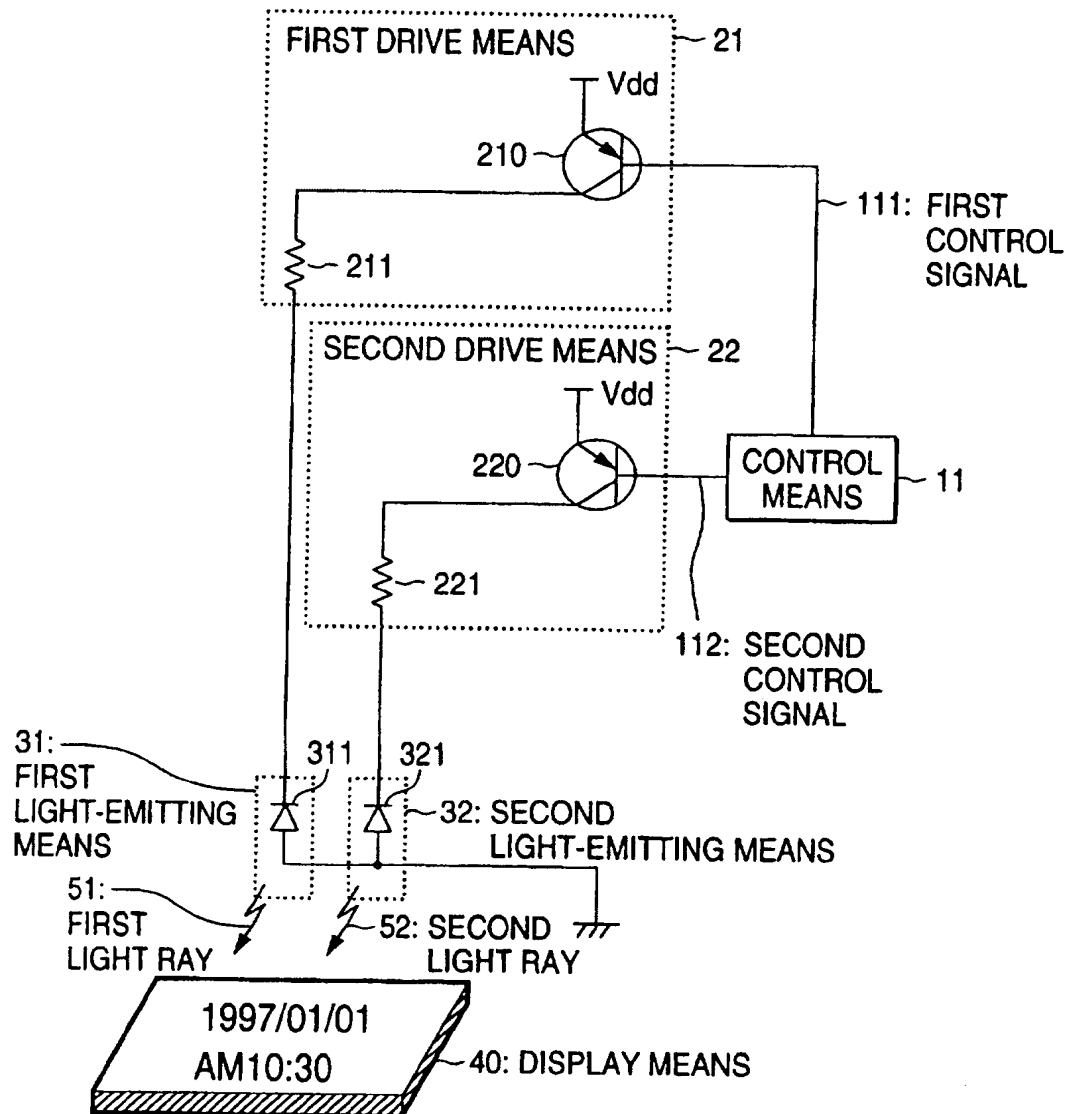 FIRST DRIVE MEANS
21
Vdd
210
211
111: FIRST
CONTROL
SIGNAL
SECOND DRIVE MEANS
22
Vdd
220
221
CONTROL
MEANS
11
112: SECOND
CONTROL
SIGNAL
31:
FIRST
LIGHT-EMITTING
MEANS
311
321
32: SECOND
LIGHT-EMITTING MEANS
51:
FIRST
LIGHT RAY
52: SECOND
LIGHT RAY
1997/01/01
AM10:30
40: DISPLAY MEANS